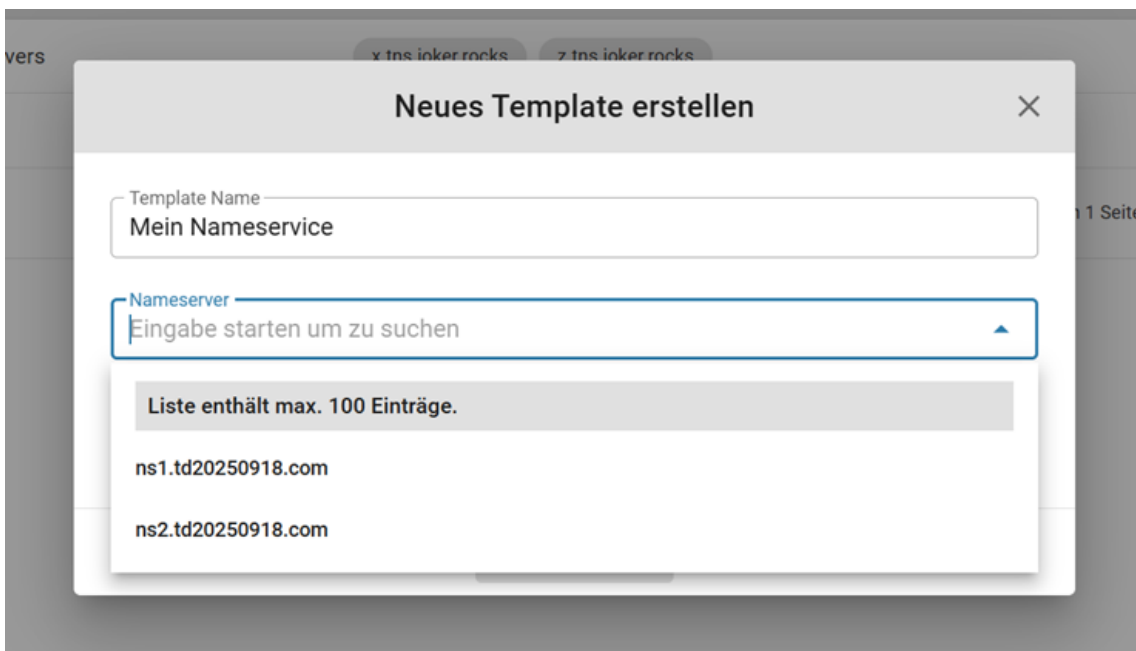 vers
x.tns.joker.rocks
z.tns.joker.rocks
Neues Template erstellen
Template Name
Mein Nameservice
1 Seite
Nameserver
Eingabe starten um zu suchen
Liste enthält max. 100 Einträge.
ns1.td20250918.com
ns2.td20250918.com